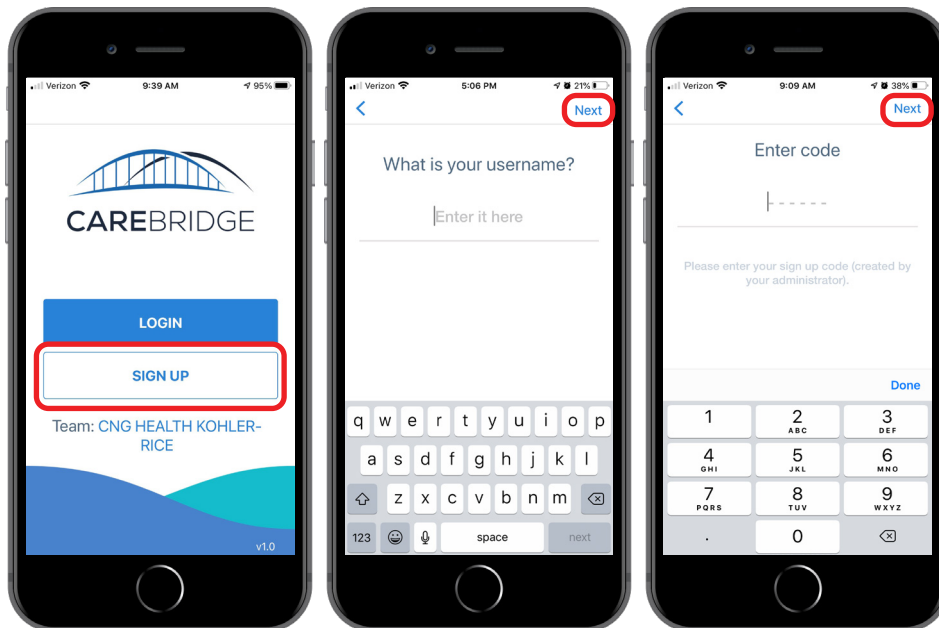 Verizon 9:39 AM 95%
CAREBRIDGE
LOGIN
SIGN UP
Team: CNG HEALTH KOHLER-
RICE
v1.0
Verizon 5:06 PM 21%
Next
What is your username?
Enter it here
q w e r t y u i o p
a s d f g h j k l
z x c v b n m
123 space next
Verizon 9:09 AM 38%
Next
Enter code
- - - - - -
Please enter your sign up code (created by
your administrator).
Done
1 2 3
ABC DEF
4 5 6
GHI JKL MNO
7 8 9
PQRS TUV WXYZ
. 0